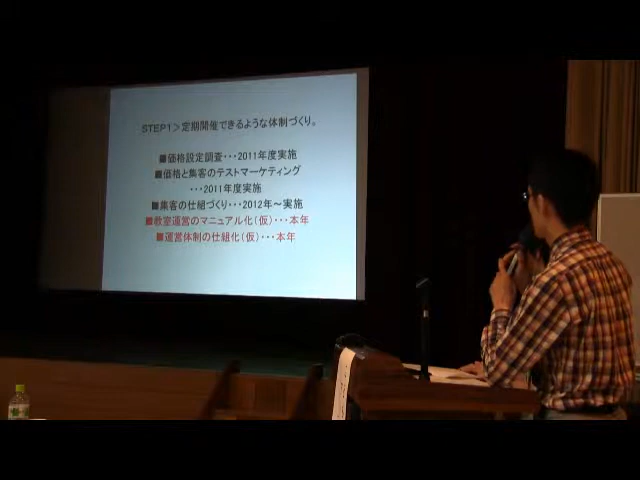 STEP1＞定期開催できるような体制づくり。
■価格設定調査・・・2011年度実施
■価格と集客のテストマーケティング
・・・2011年度実施
■集客の仕組づくり・・・2012年～実施
■教室運営のマニュアル化（仮）・・・本年
■運営体制の仕組化（仮）・・・本年